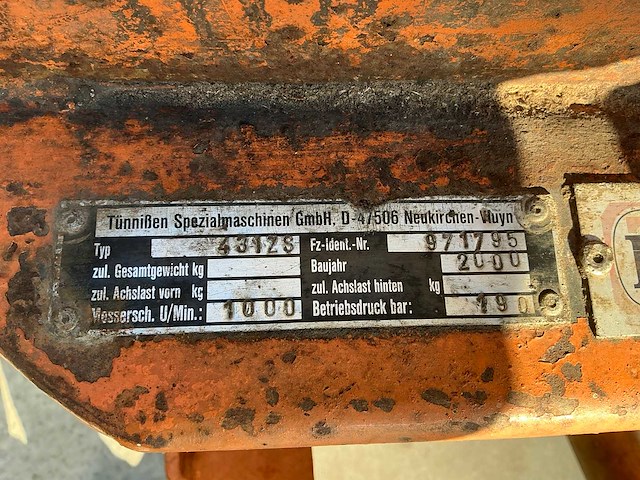 Tünnißen Spezialmaschinen GmbH, D-47506 Neukirchen-Vluyn
Typ 4312S Fz-Ident.-Nr. 971795
zul. Gesamtgewicht kg Baujahr 2000
zul. Achslast vorn kg zul. Achslast hinten kg
Messersch. U/Min.: 1000 Betriebsdruck bar: 190